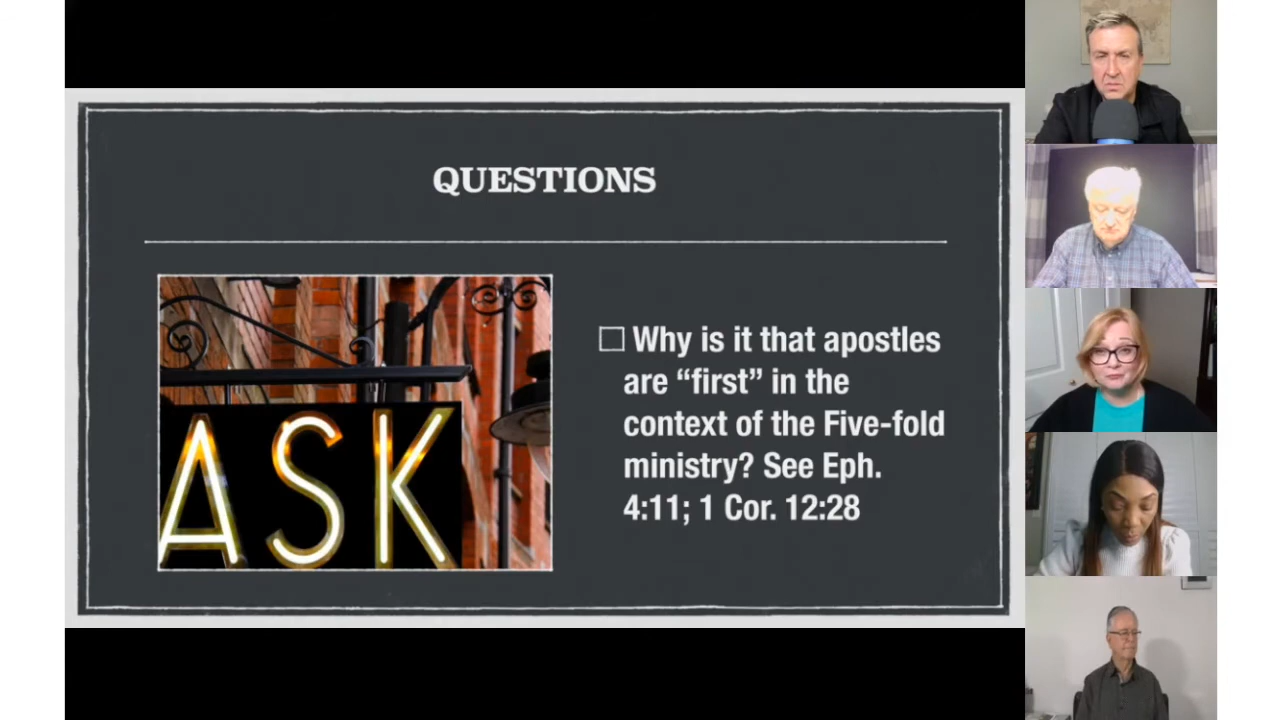 QUESTIONS
ASK
Why is it that apostles
are “first” in the
context of the Five-fold
ministry? See Eph.
4:11; 1 Cor. 12:28